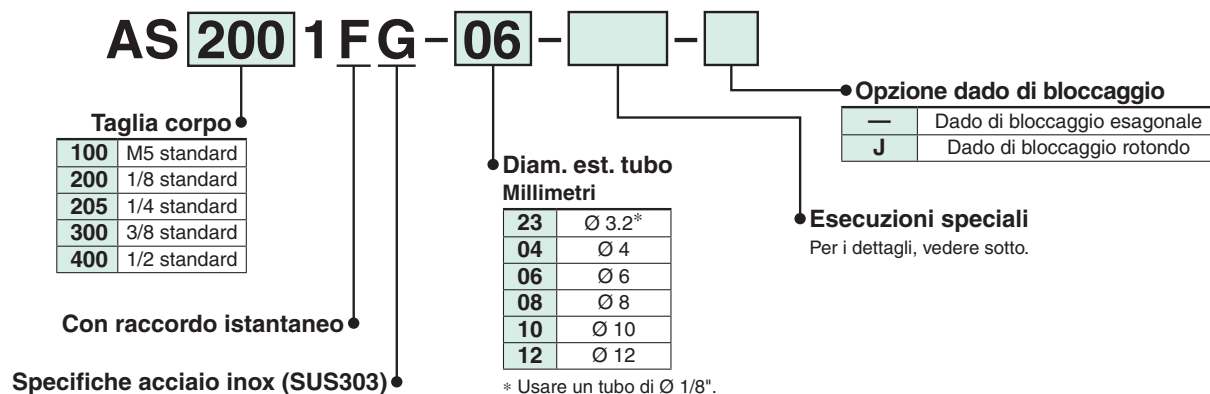 AS 200 1 F G – 06 – –
Taglia corpo
100 M5 standard
200 1/8 standard
205 1/4 standard
300 3/8 standard
400 1/2 standard
Con raccordo istantaneo
Specifiche acciaio inox (SUS303)
Diam. est. tubo
Millimetri
23 Ø 3.2*
04 Ø 4
06 Ø 6
08 Ø 8
10 Ø 10
12 Ø 12
* Usare un tubo di Ø 1/8".
Opzione dado di bloccaggio
— Dado di bloccaggio esagonale
J Dado di bloccaggio rotondo
Esecuzioni speciali
Per i dettagli, vedere sotto.